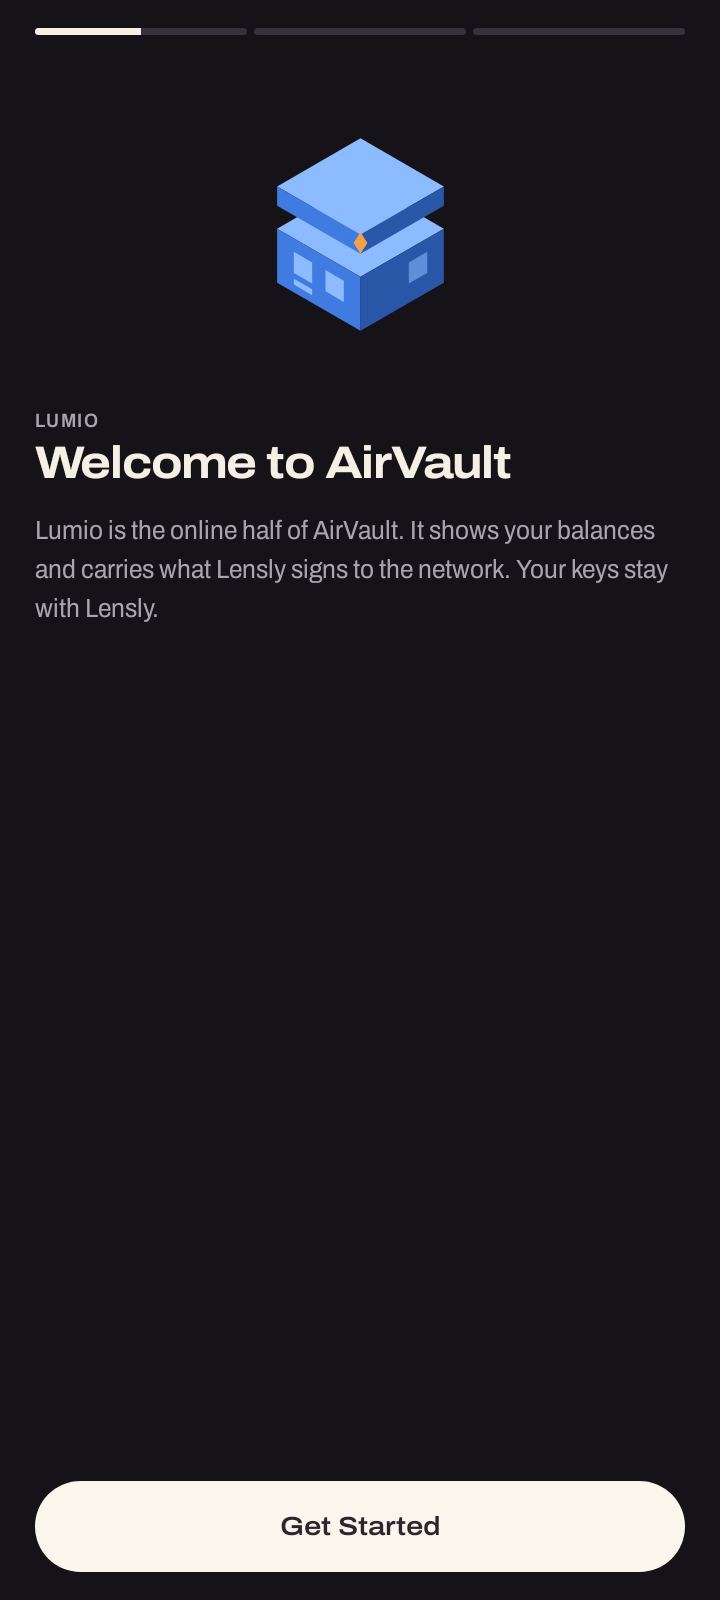 LUMIO
Welcome to AirVault
Lumio is the online half of AirVault. It shows your balances
and carries what Lensly signs to the network. Your keys stay
with Lensly.
Get Started